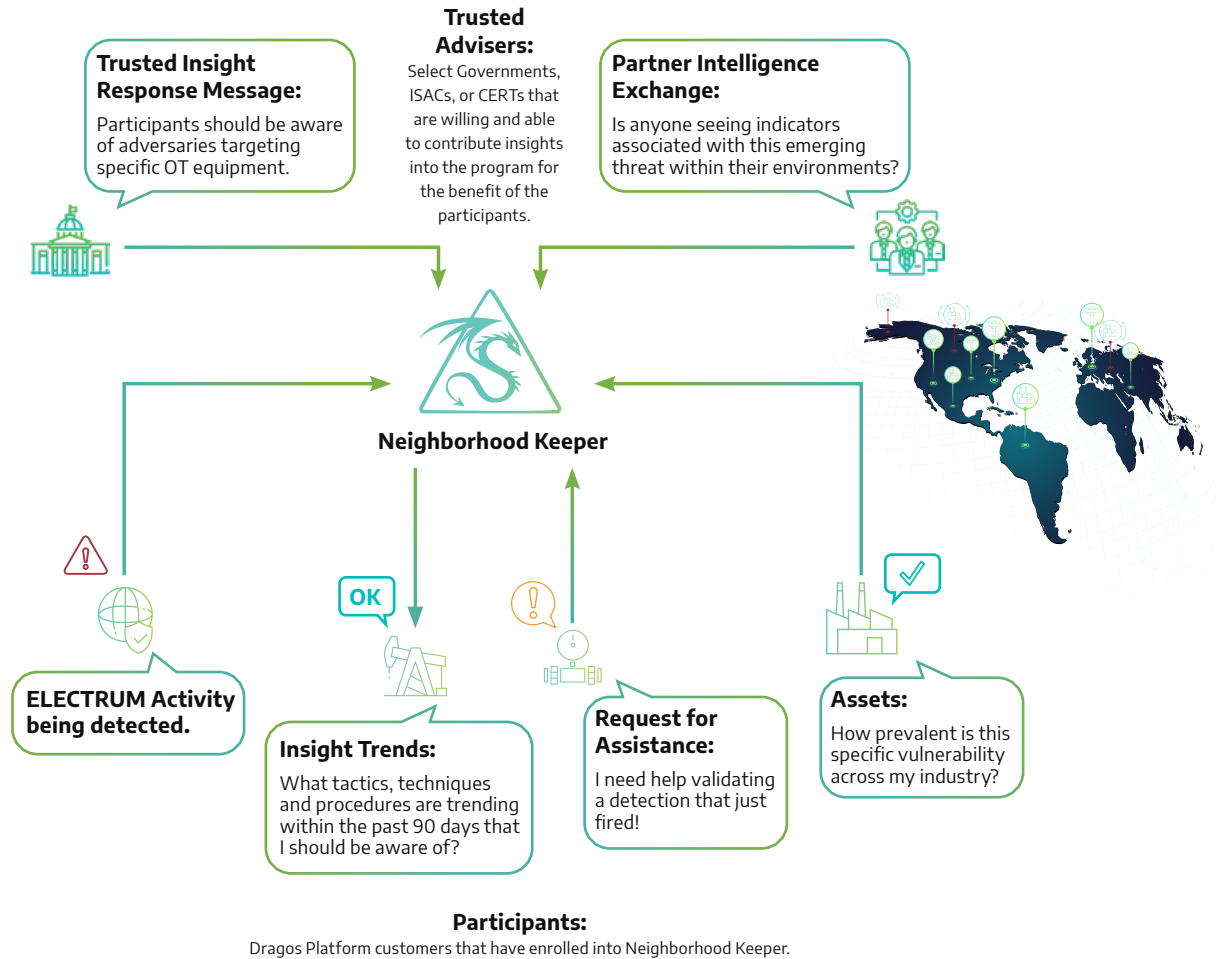 Trusted
Advisers:
Select Governments,
ISACs, or CERTs that
are willing and able
to contribute insights
into the program for
the benefit of the
participants.
Trusted Insight
Response Message:
Participants should be aware
of adversaries targeting
specific OT equipment.
Partner Intelligence
Exchange:
Is anyone seeing indicators
associated with this emerging
threat within their environments?
Neighborhood Keeper
OK
ELECTRUM Activity
being detected.
Insight Trends:
What tactics, techniques
and procedures are trending
within the past 90 days that
I should be aware of?
Request for
Assistance:
I need help validating
a detection that just
fired!
Assets:
How prevalent is this
specific vulnerability
across my industry?
Participants:
Dragos Platform customers that have enrolled into Neighborhood Keeper.